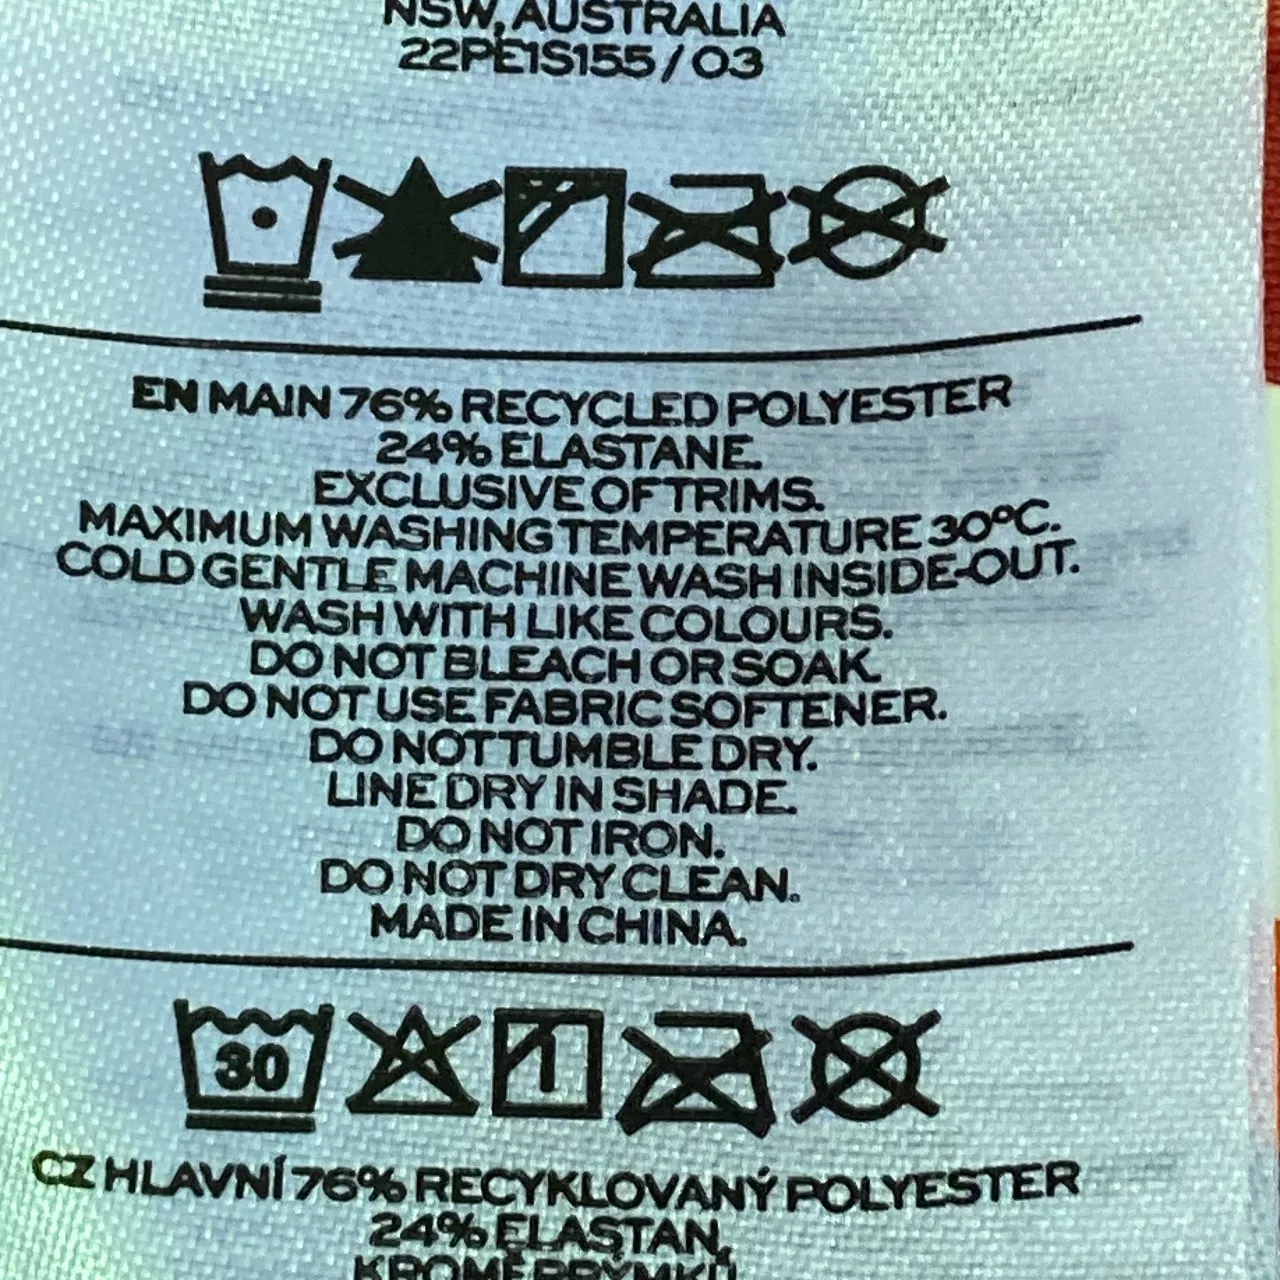 NSW, AUSTRALIA
22PE1S155 / 03
EN MAIN 76% RECYCLED POLYESTER
24% ELASTANE.
EXCLUSIVE OF TRIMS.
MAXIMUM WASHING TEMPERATURE 30°C.
COLD GENTLE MACHINE WASH INSIDE-OUT.
WASH WITH LIKE COLOURS.
DO NOT BLEACH OR SOAK.
DO NOT USE FABRIC SOFTENER.
DO NOT TUMBLE DRY.
LINE DRY IN SHADE.
DO NOT IRON.
DO NOT DRY CLEAN.
MADE IN CHINA.
30
CZ HLAVNÍ 76% RECYKLOVANÝ POLYESTER
24% ELASTAN,
KROMĚ PRÝMKŮ